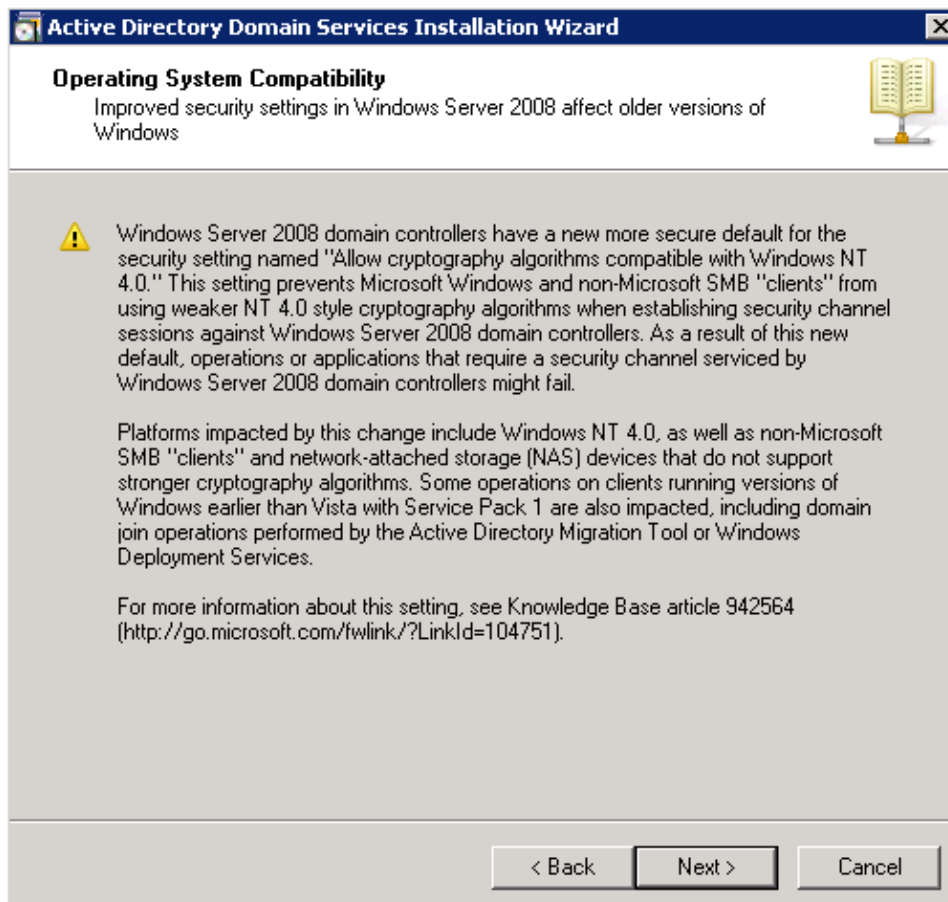 Active Directory Domain Services Installation Wizard
Operating System Compatibility
Improved security settings in Windows Server 2008 affect older versions of
Windows
Windows Server 2008 domain controllers have a new more secure default for the
security setting named "Allow cryptography algorithms compatible with Windows NT
4.0." This setting prevents Microsoft Windows and non-Microsoft SMB "clients" from
using weaker NT 4.0 style cryptography algorithms when establishing security channel
sessions against Windows Server 2008 domain controllers. As a result of this new
default, operations or applications that require a security channel serviced by
Windows Server 2008 domain controllers might fail.
Platforms impacted by this change include Windows NT 4.0, as well as non-Microsoft
SMB "clients" and network-attached storage (NAS) devices that do not support
stronger cryptography algorithms. Some operations on clients running versions of
Windows earlier than Vista with Service Pack 1 are also impacted, including domain
join operations performed by the Active Directory Migration Tool or Windows
Deployment Services.
For more information about this setting, see Knowledge Base article 942564
(http://go.microsoft.com/fwlink/?LinkId=104751).
< Back Next > Cancel